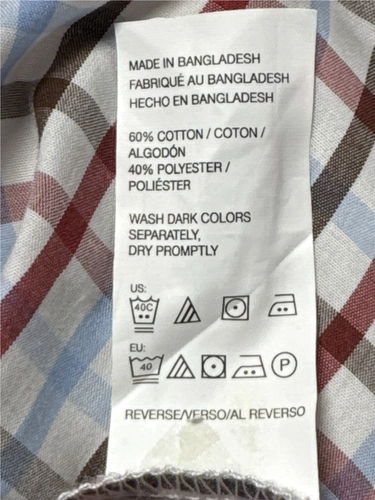 MADE IN BANGLADESH
FABRIQUÉ AU BANGLADESH
HECHO EN BANGLADESH
60% COTTON / COTON /
ALGODÓN
40% POLYESTER /
POLIÉSTER
WASH DARK COLORS
SEPARATELY,
DRY PROMPTLY
US:
40C
EU:
40 P
REVERSE/VERSO/AL REVERSO